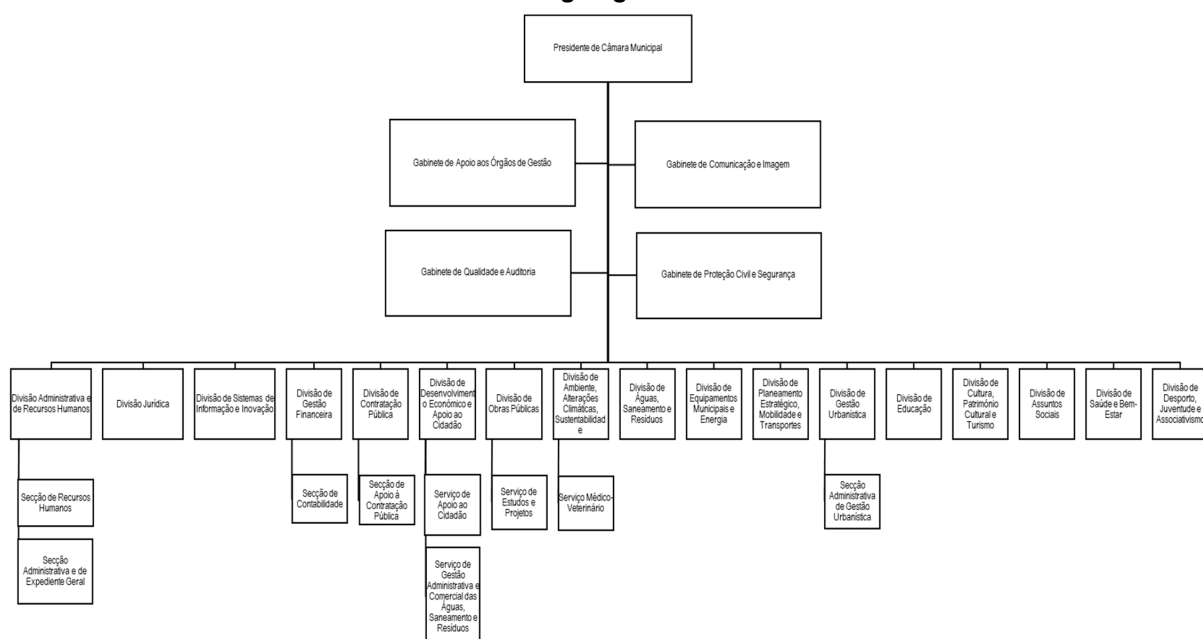 Presidente de Câmara Municipal
Gabinete de Apoio aos Órgãos de Gestão
Gabinete de Comunicação e Imagem
Gabinete de Qualidade e Auditoria
Gabinete de Proteção Civil e Segurança
Divisão Administrativa e
de Recursos Humanos
Divisão Jurídica
Divisão de Sistemas de
Informação e Inovação
Divisão de
Gestão
Financeira
Divisão de
Contratação
Pública
Divisão de
Desenvolviment
o Económico e
Apoio ao
Cidadão
Divisão de
Obras Públicas
Divisão de
Ambiente,
Alterações
Climáticas,
Sustentabilidad
e
Divisão de
Águas,
Saneamento e
Resíduos
Divisão de
Equipamentos
Municipais e
Energia
Divisão de
Planeamento
Estratégico,
Mobilidade e
Transportes
Divisão de
Gestão
Urbanística
Divisão de
Educação
Divisão de
Cultura,
Património
Cultural e
Turismo
Divisão de
Assuntos
Sociais
Divisão de
Saúde e Bem-
Estar
Divisão de
Desporto,
Juventude e
Associativismo
Secção de Recursos
Humanos
Secção
Administrativa e de
Expediente Geral
Secção de
Contabilidade
Secção de
Apoio á
Contratação
Pública
Serviço de
Apoio ao
Cidadão
Serviço de
Gestão
Administrativa e
Comercial das
Águas,
Saneamento e
Resíduos
Serviço de
Estudos e
Projetos
Serviço Médico-
Veterinário
Secção
Administrativa
de Gestão
Urbanística